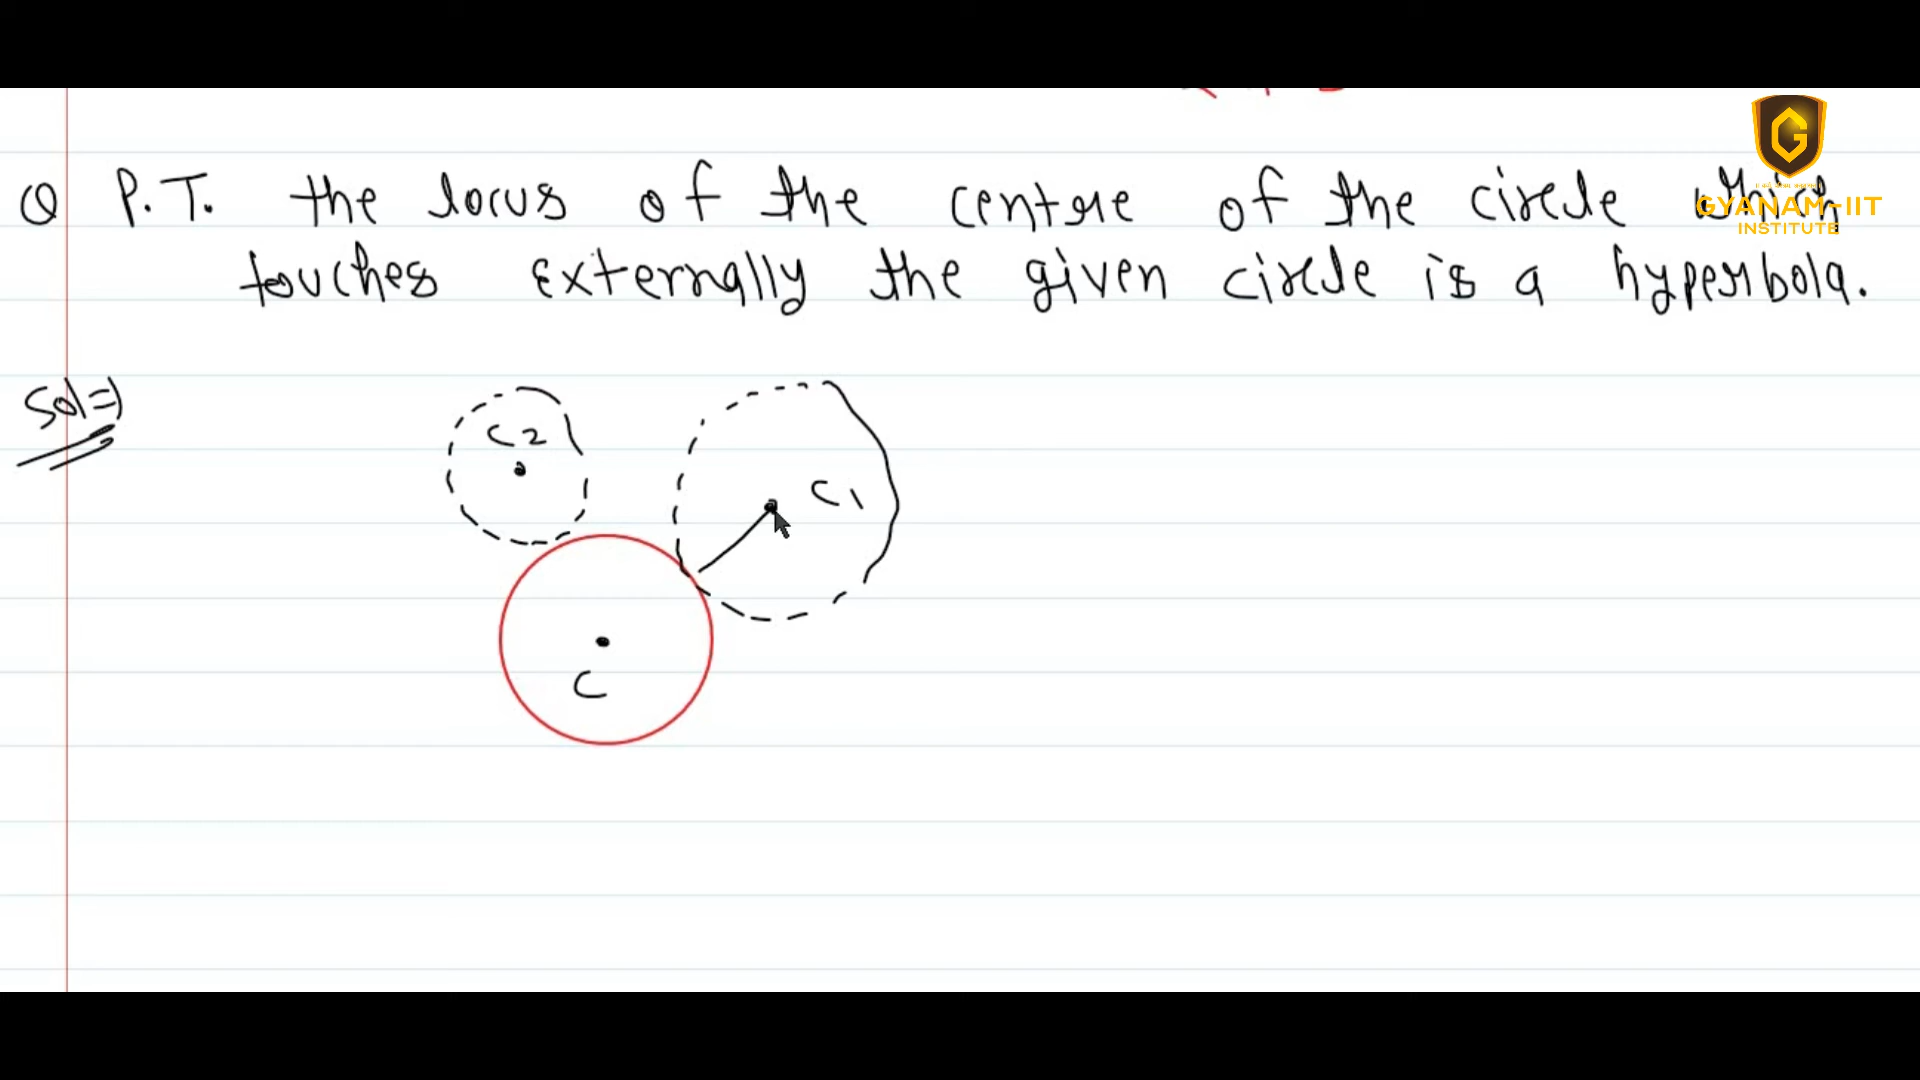 Q P.T. the locus of the centre of the circle which
touches externally the given circle is a hyperbola.
GYANAM-IIT
INSTITUTE
Sol⇒
C2
C1
C